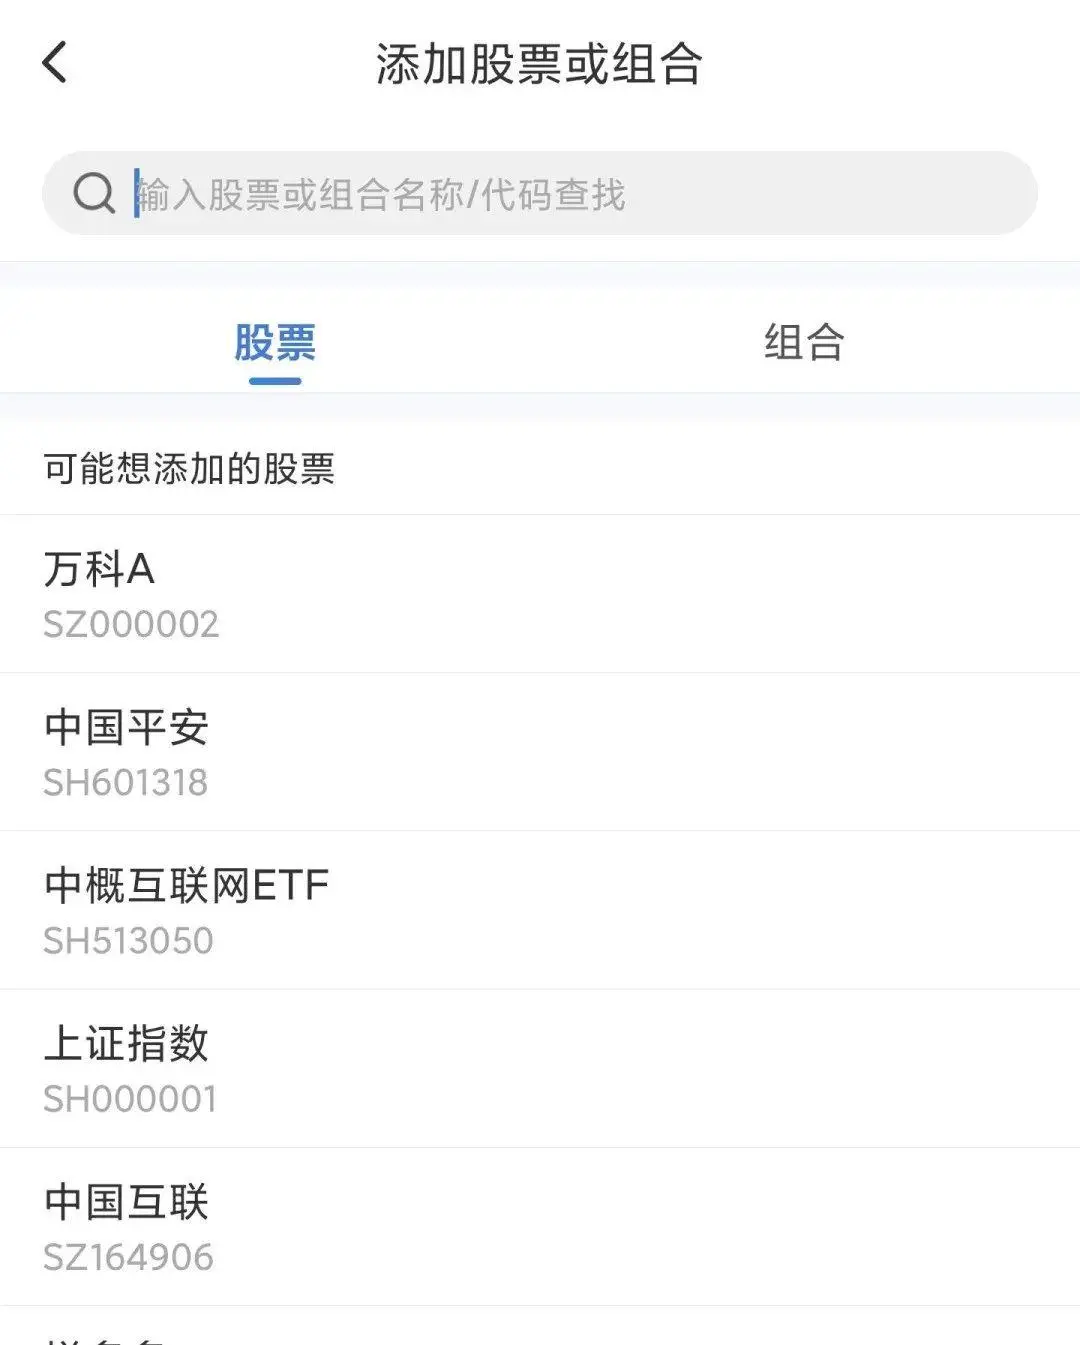 添加股票或组合
输入股票或组合名称/代码查找
股票
组合
可能想添加的股票
万科A
SZ000002
中国平安
SH601318
中概互联网ETF
SH513050
上证指数
SH000001
中国互联
SZ164906